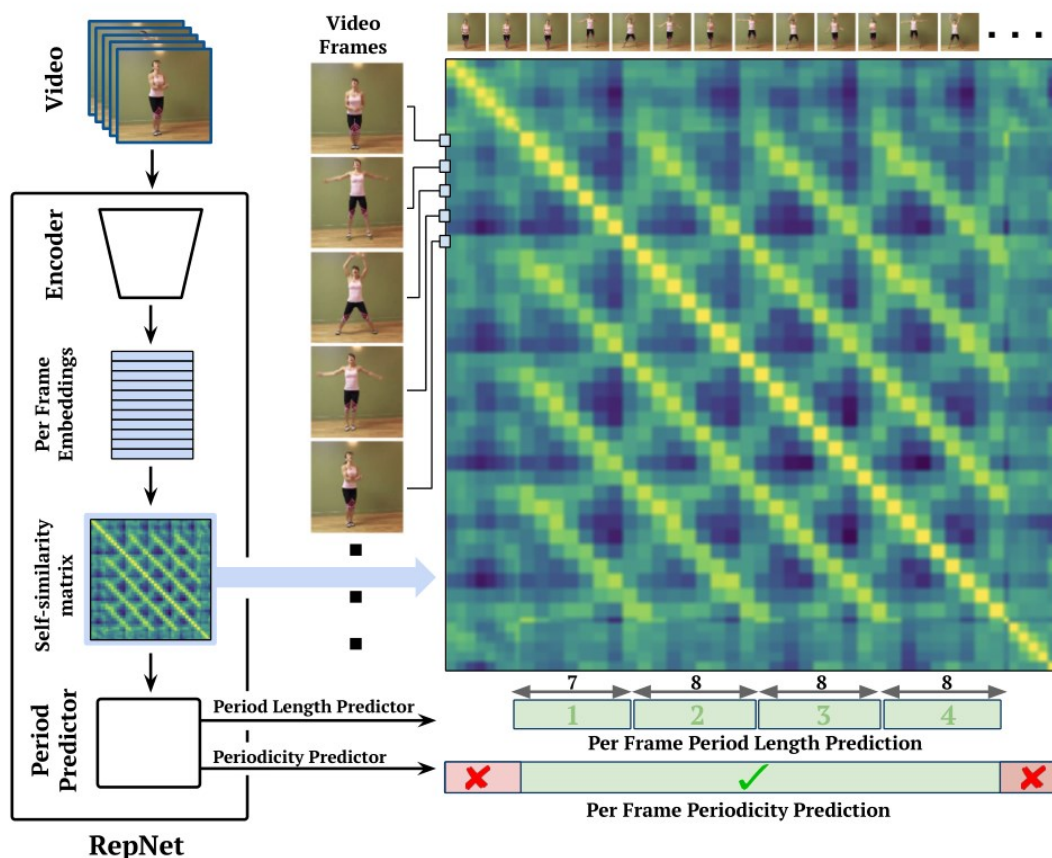 Video
Video
Frames
. . .
Encoder
Per Frame
Embeddings
Self-similarity
matrix
7 8 8 8
Period
Predictor
Period Length Predictor
1 2 3 4
Per Frame Period Length Prediction
Periodicity Predictor
Per Frame Periodicity Prediction
RepNet